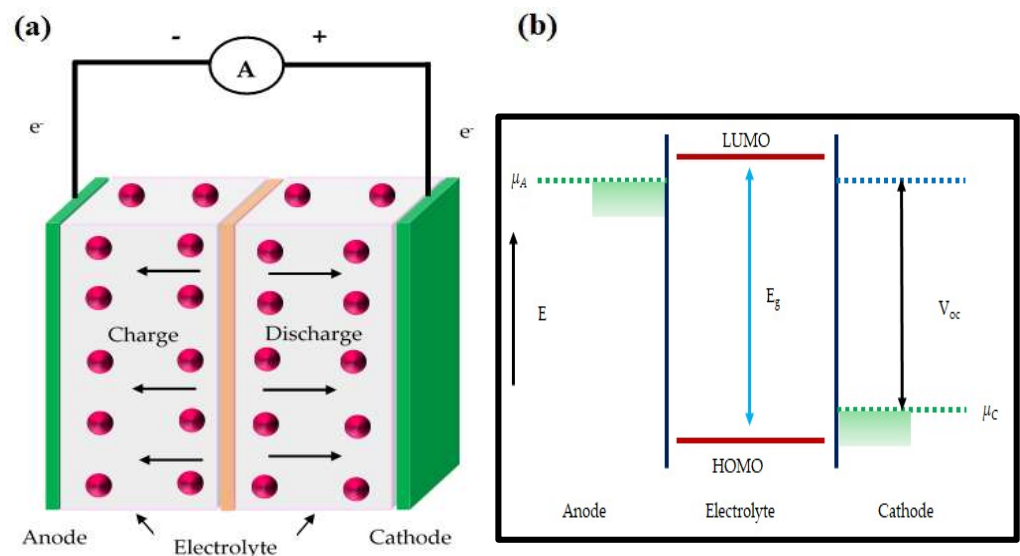 (a)
- +
A
e-
e-
Charge Discharge
Anode
Electrolyte
Cathode
(b)
LUMO
μA
E
Eg
Voc
μC
HOMO
Anode Electrolyte Cathode